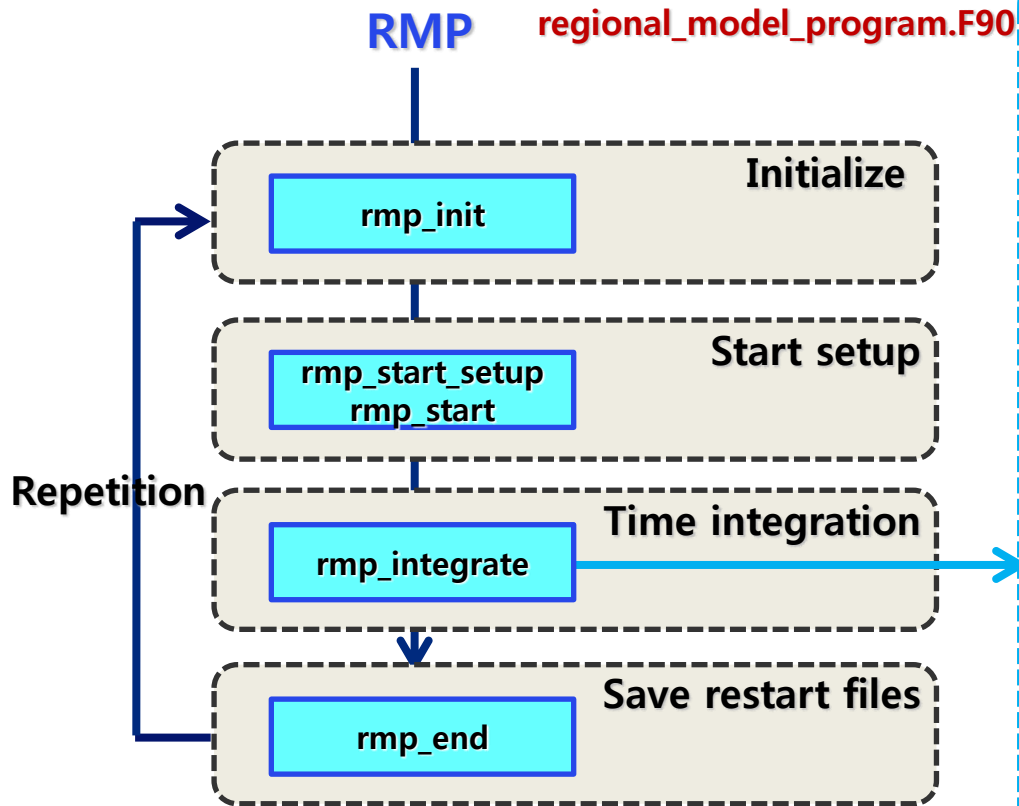 RMP
regional_model_program.F90
Initialize
rmp_init
Start setup
rmp_start_setup
rmp_start
Repetition
Time integration
rmp_integrate
Save restart files
rmp_end